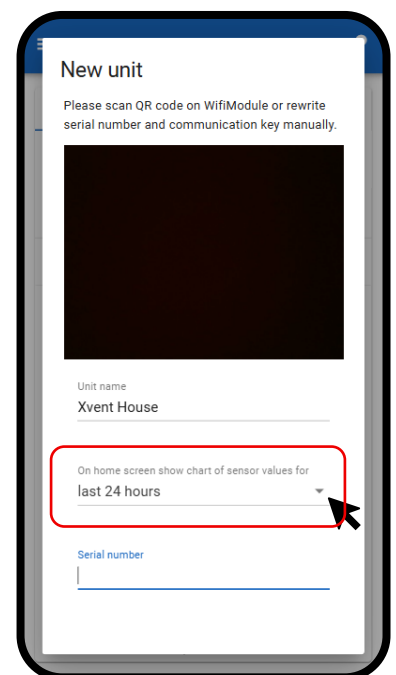 New unit
Please scan QR code on WifiModule or rewrite
serial number and communication key manually.
Unit name
Xvent House
On home screen show chart of sensor values for
last 24 hours
Serial number